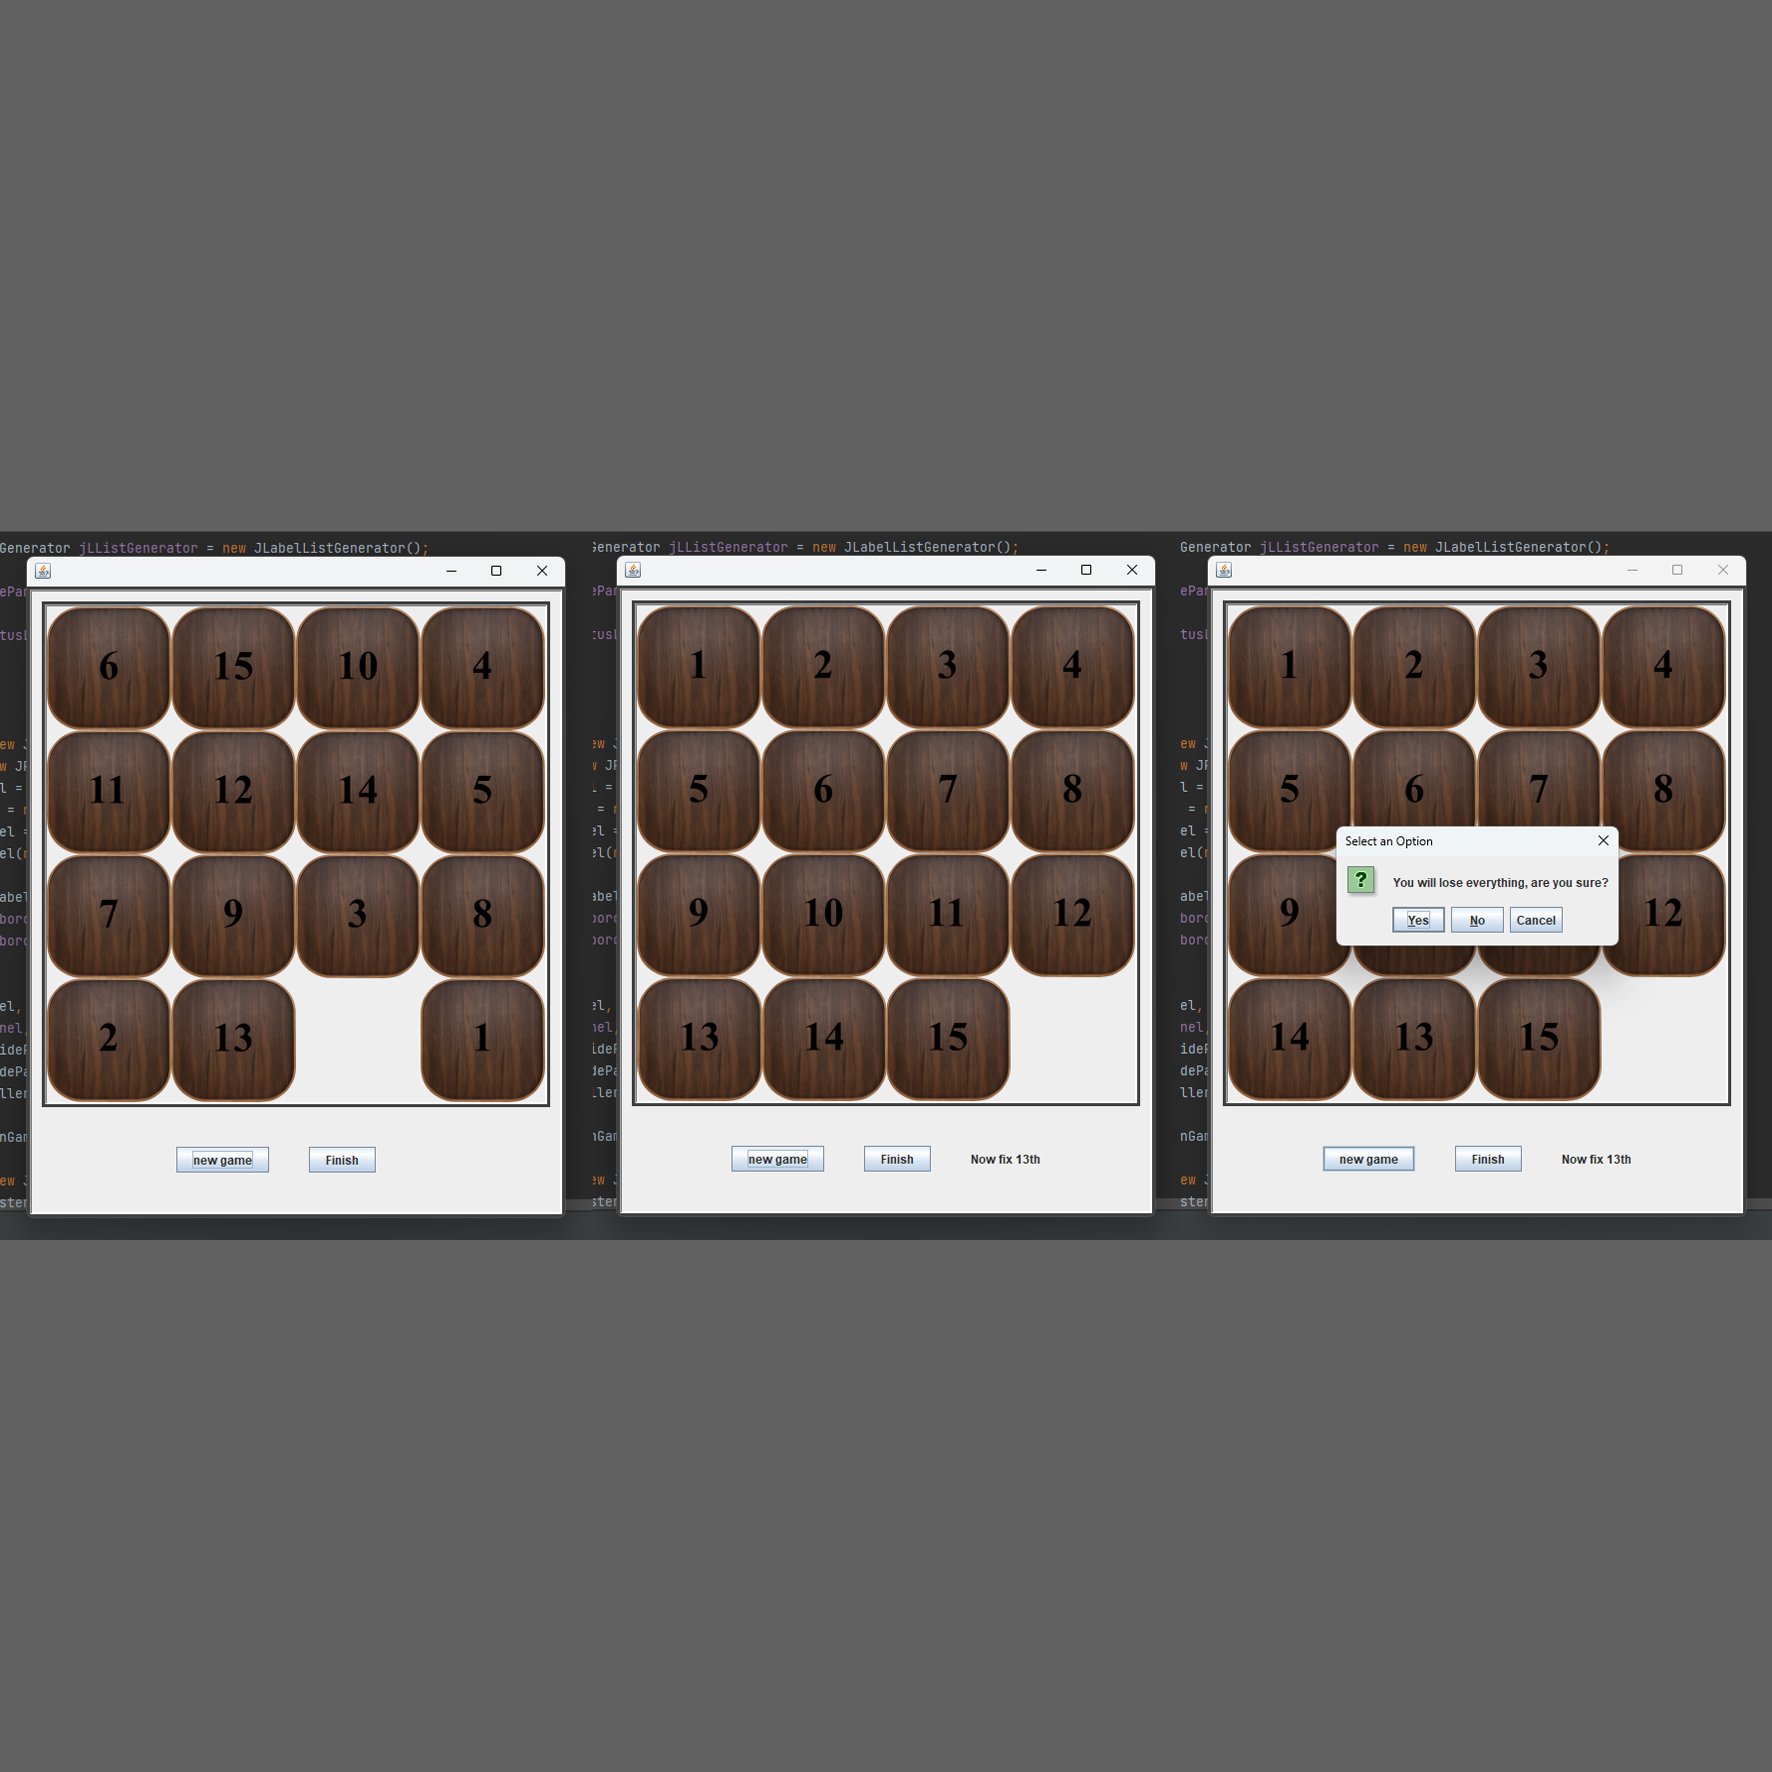 Generator jLListGenerator = new JLabelListGenerator();
6 15 10 4
11 12 14 5
7 9 3 8
2 13 1
new game Finish
Generator jLListGenerator = new JLabelListGenerator();
1 2 3 4
5 6 7 8
9 10 11 12
13 14 15
new game Finish Now fix 13th
Generator jLListGenerator = new JLabelListGenerator();
1 2 3 4
5 6 7 8
Select an Option
You will lose everything, are you sure?
Yes No Cancel
9 12
14 13 15
new game Finish Now fix 13th